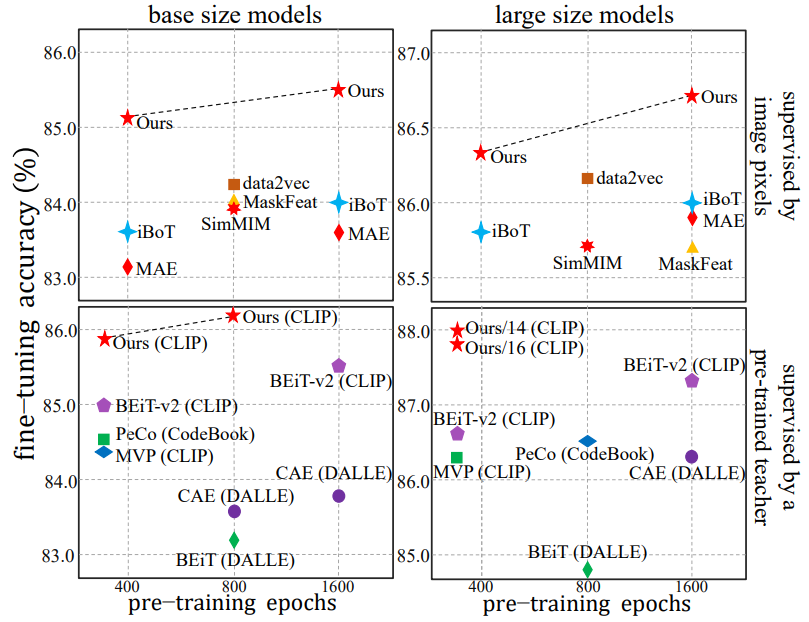 base size models
large size models
fine-tuning accuracy (%)
86.0
85.0
84.0
83.0
Ours
Ours
data2vec
MaskFeat
SimMIM
iBoT
iBoT
MAE
MAE
87.0
86.5
86.0
85.5
Ours
Ours
data2vec
iBoT
iBoT
MAE
SimMIM
MaskFeat
supervised by
image pixels
86.0
85.0
84.0
83.0
Ours (CLIP)
Ours (CLIP)
BEiT-v2 (CLIP)
BEiT-v2 (CLIP)
PeCo (CodeBook)
MVP (CLIP)
CAE (DALLE)
CAE (DALLE)
BEiT (DALLE)
400
800
1600
pre-training epochs
88.0
87.0
86.0
85.0
Ours/14 (CLIP)
Ours/16 (CLIP)
BEiT-v2 (CLIP)
BEiT-v2 (CLIP)
PeCo (CodeBook)
MVP (CLIP)
CAE (DALLE)
BEiT (DALLE)
400
800
1600
pre-training epochs
supervised by a
pre-trained teacher